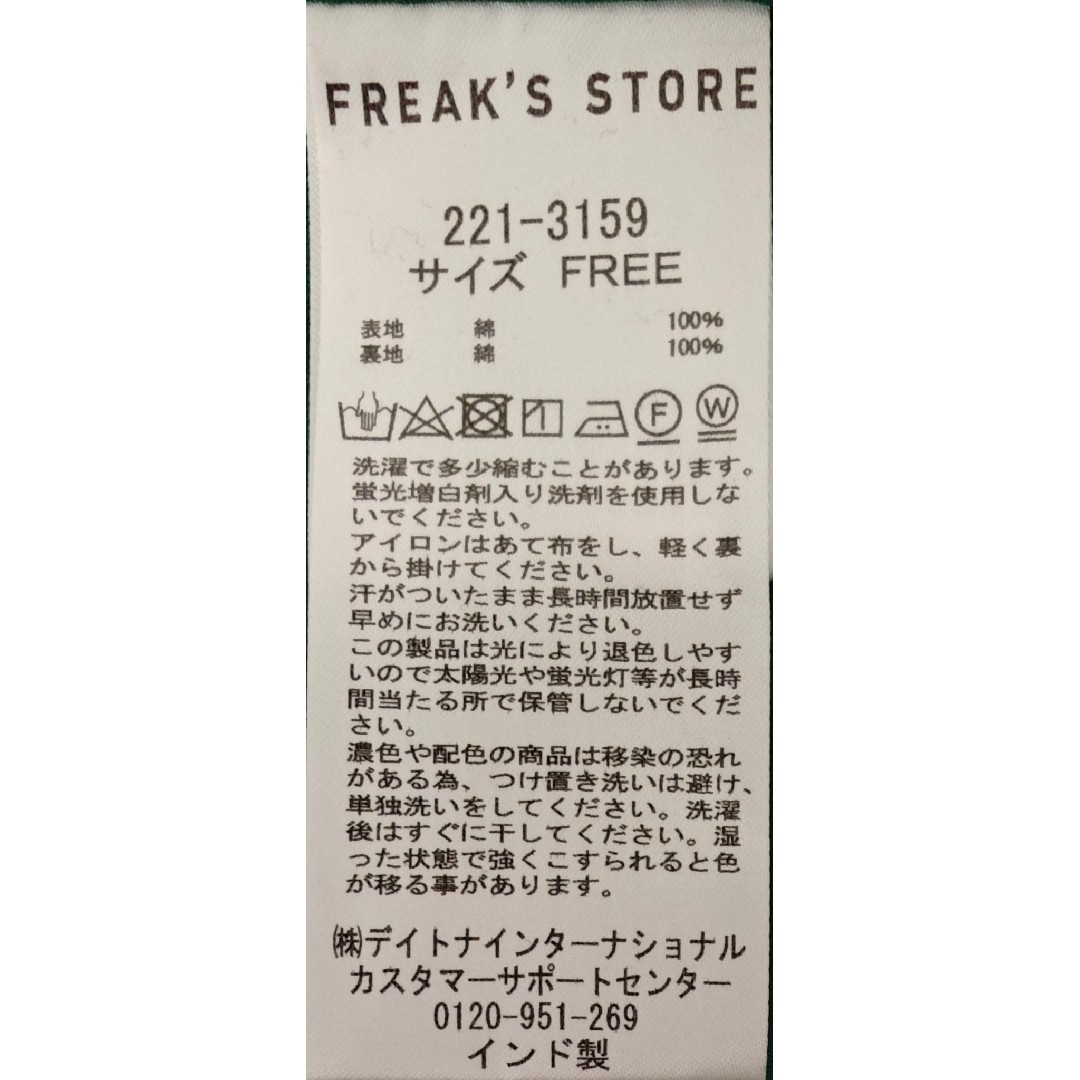 FREAK'S STORE
221-3159
サイズ FREE
表地 綿 100%
裏地 綿 100%
F W
洗濯で多少縮むことがあります。
蛍光増白剤入り洗剤を使用しな
いでください。
アイロンはあて布をし、軽く裏
から掛けてください。
汗がついたまま長時間放置せず
早めにお洗いください。
この製品は光により退色しやす
いので太陽光や蛍光灯等が長時
間当たる所で保管しないでくだ
さい。
濃色や配色の商品は移染の恐れ
がある為、つけ置き洗いは避け、
単独洗いをしてください。洗濯
後はすぐに干してください。湿
った状態で強くこすられると色
が移る事があります。
㈱デイトナインターナショナル
カスタマーサポートセンター
0120-951-269
インド製